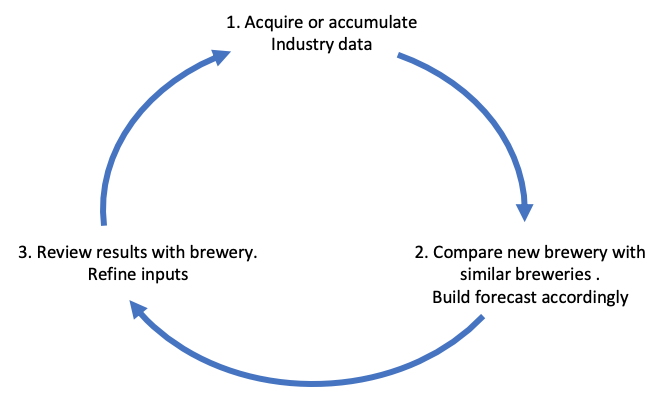 1. Acquire or accumulate
Industry data
3. Review results with brewery.
Refine inputs
2. Compare new brewery with
similar breweries .
Build forecast accordingly